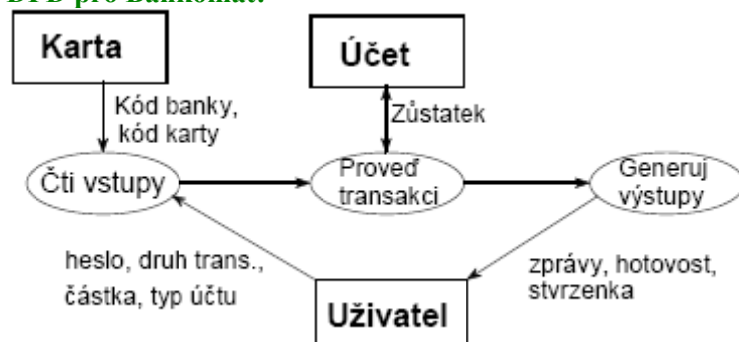 DFD pro Bankomat:
Karta
Účet
Kód banky,
kód karty
Zůstatek
Čti vstupy
Proveď
transakci
Generuj
výstupy
heslo, druh trans.,
částka, typ účtu
zprávy, hotovost,
stvrzenka
Uživatel